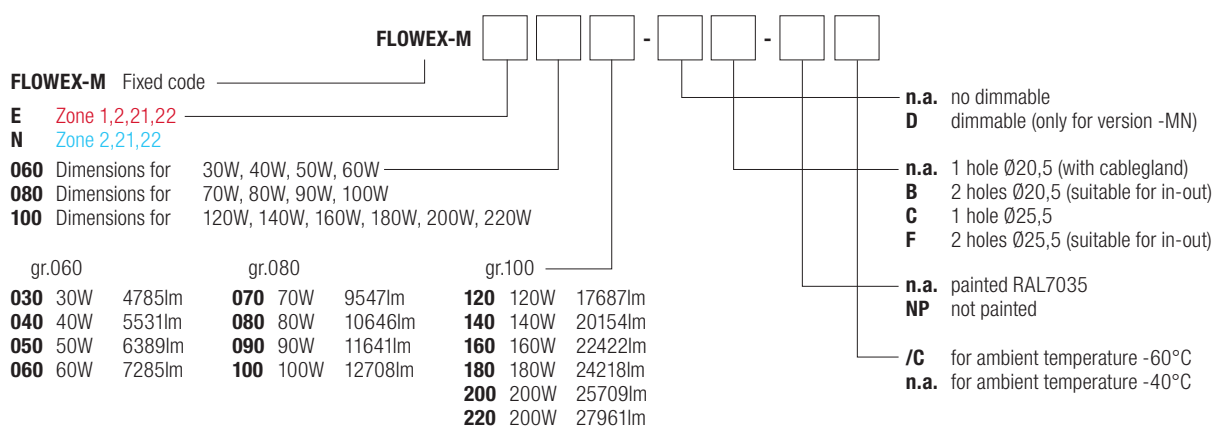 FLOWEX-M - -
FLOWEX-M Fixed code
E Zone 1,2,21,22
N Zone 2,21,22
060 Dimensions for 30W, 40W, 50W, 60W
080 Dimensions for 70W, 80W, 90W, 100W
100 Dimensions for 120W, 140W, 160W, 180W, 200W, 220W
gr.060
030 30W 4785lm
040 40W 5531lm
050 50W 6389lm
060 60W 7285lm
gr.080
070 70W 9547lm
080 80W 10646lm
090 90W 11641lm
100 100W 12708lm
gr.100
120 120W 17687lm
140 140W 20154lm
160 160W 22422lm
180 180W 24218lm
200 200W 25709lm
220 200W 27961lm
n.a. no dimmable
D dimmable (only for version -MN)
n.a. 1 hole Ø20,5 (with cablegland)
B 2 holes Ø20,5 (suitable for in-out)
C 1 hole Ø25,5
F 2 holes Ø25,5 (suitable for in-out)
n.a. painted RAL7035
NP not painted
/C for ambient temperature -60°C
n.a. for ambient temperature -40°C